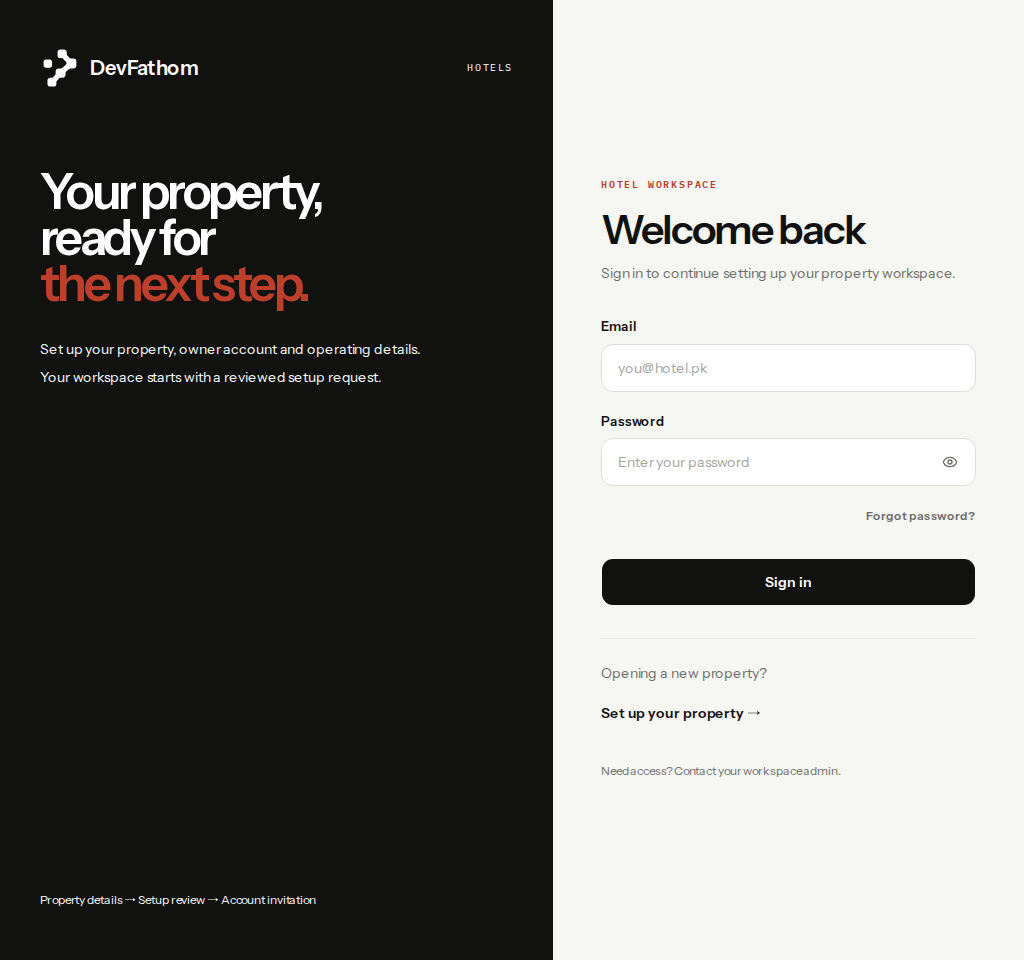 DevFathom
HOTELS
Your property,
ready for
the next step.
Set up your property, owner account and operating details.
Your workspace starts with a reviewed setup request.
Property details → Setup review → Account invitation
HOTEL WORKSPACE
Welcome back
Sign in to continue setting up your property workspace.
Email
you@hotel.pk
Password
Enter your password
Forgot password?
Sign in
Opening a new property?
Set up your property →
Need access? Contact your workspace admin.